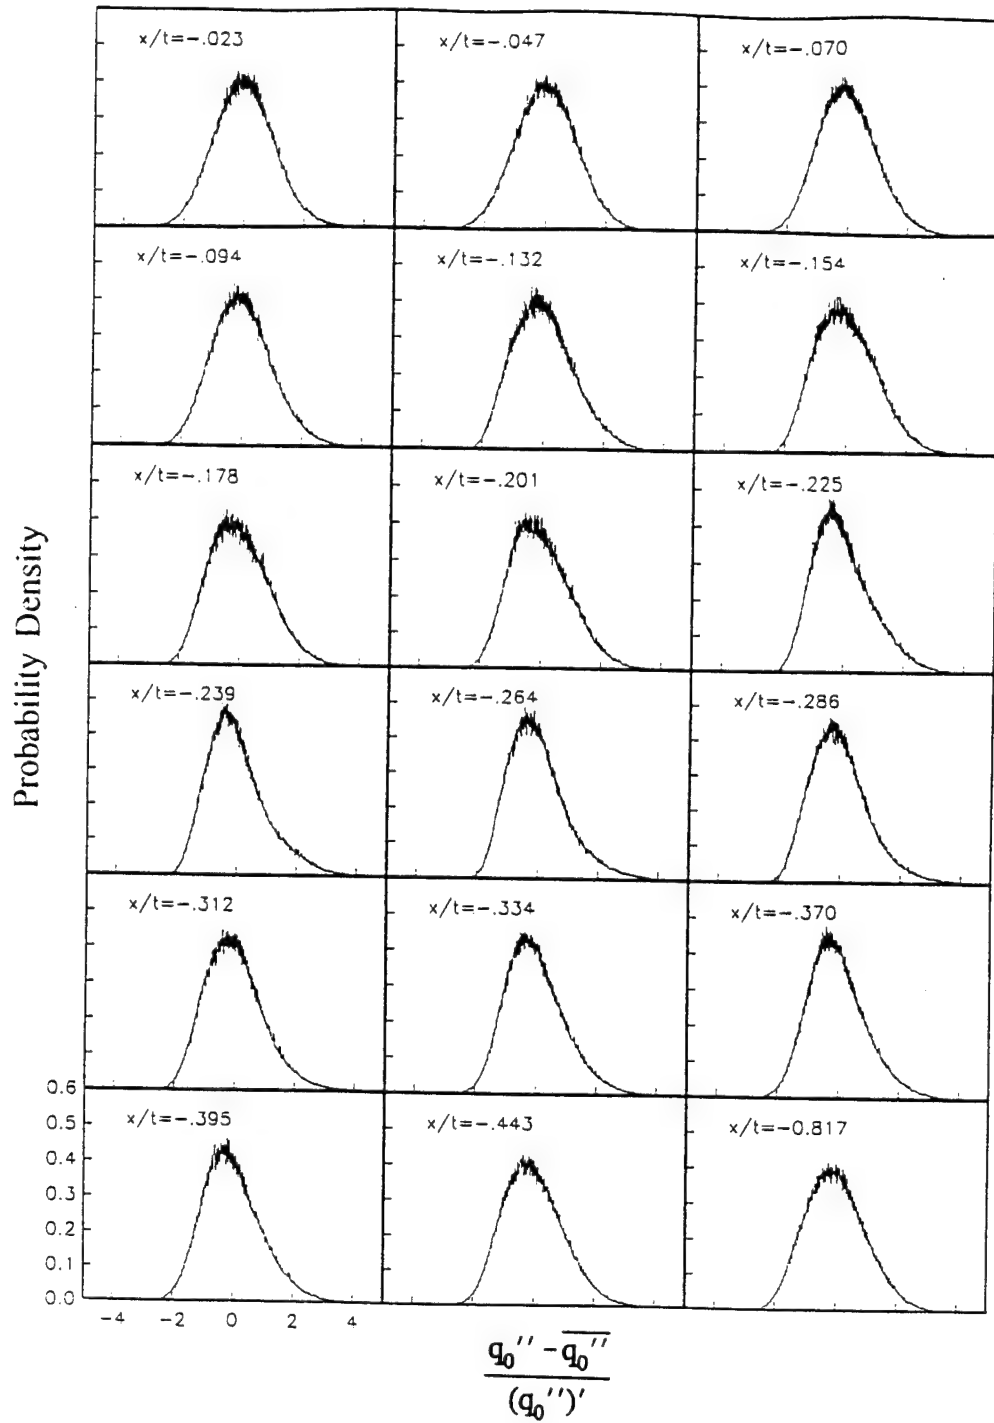 x/t=-.023
x/t=-.047
x/t=-.070
x/t=-.094
x/t=-.132
x/t=-.154
x/t=-.178
x/t=-.201
x/t=-.225
x/t=-.239
x/t=-.264
x/t=-.286
x/t=-.312
x/t=-.334
x/t=-.370
x/t=-.395
x/t=-.443
x/t=-0.817
Probability Density
0.6
0.5
0.4
0.3
0.2
0.1
0.0
-4 -2 0 2 4
q₀'' - q̅₀̅'̅'̅
(q₀'')'